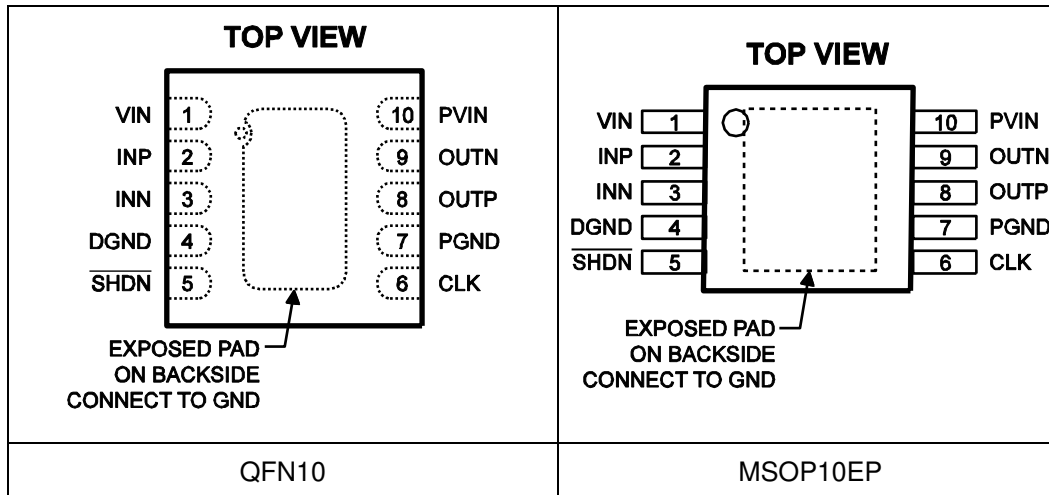 TOP VIEW
VIN 1 10 PVIN
INP 2 9 OUTN
INN 3 8 OUTP
DGND 4 7 PGND
SHDN 5 6 CLK
EXPOSED PAD
ON BACKSIDE
CONNECT TO GND
QFN10
TOP VIEW
VIN 1 10 PVIN
INP 2 9 OUTN
INN 3 8 OUTP
DGND 4 7 PGND
SHDN 5 6 CLK
EXPOSED PAD
ON BACKSIDE
CONNECT TO GND
MSOP10EP